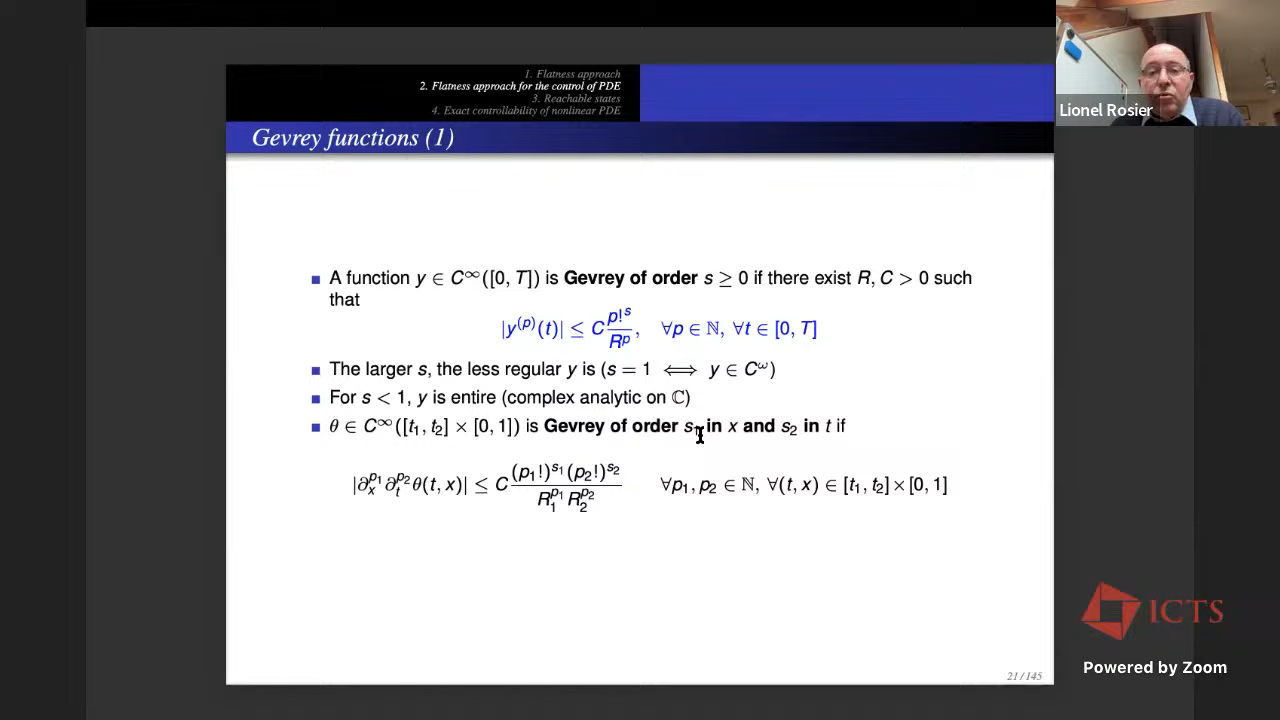 1. Flatness approach
2. Flatness approach for the control of PDE
3. Reachable states
4. Exact controllability of nonlinear PDE
Gevrey functions (1)
A function y ∈ C^∞([0, T]) is Gevrey of order s ≥ 0 if there exist R, C > 0 such
that
|y^(p)(t)| ≤ C p!^s / R^p, ∀p ∈ ℕ, ∀t ∈ [0, T]
The larger s, the less regular y is (s = 1 ⟺ y ∈ C^ω)
For s < 1, y is entire (complex analytic on ℂ)
θ ∈ C^∞([t₁, t₂] × [0, 1]) is Gevrey of order s₁ in x and s₂ in t if
|∂_x^{p₁} ∂_t^{p₂} θ(t, x)| ≤ C (p₁!)^{s₁} (p₂!)^{s₂} / R₁^{p₁} R₂^{p₂} ∀p₁, p₂ ∈ ℕ, ∀(t, x) ∈ [t₁, t₂] × [0, 1]
21 / 145
Lionel Rosier
ICTS
Powered by Zoom